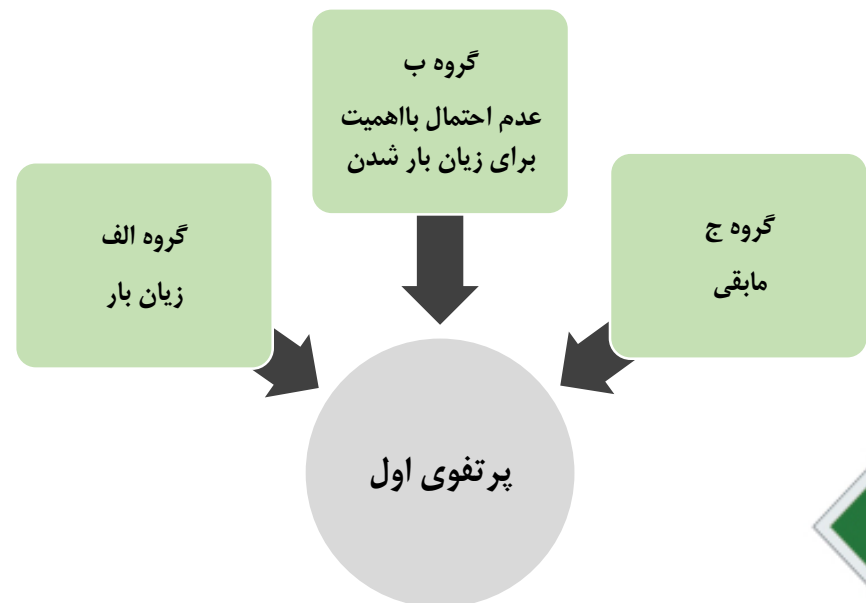 گروه ب
عدم احتمال بااهمیت
برای زیان بار شدن
گروه ج
مابقی
گروه الف
زیان بار
پرتفوی اول